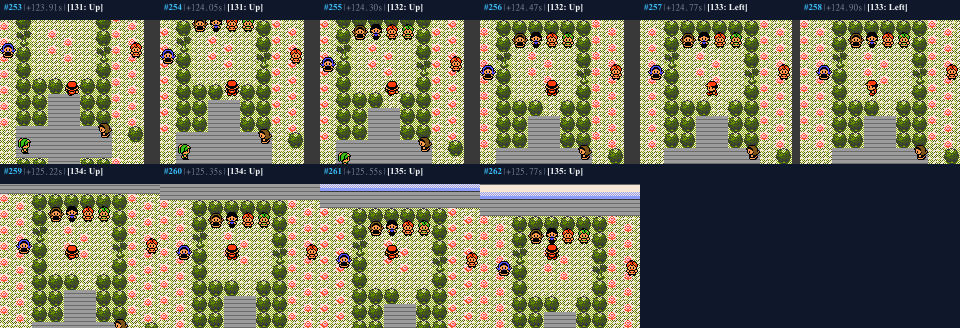 #253|+123.91s|[131: Up]
#254|+124.05s|[131: Up]
#255|+124.30s|[132: Up]
#256|+124.47s|[132: Up]
#257|+124.77s|[133: Left]
#258|+124.90s|[133: Left]
#259|+125.22s|[134: Up]
#260|+125.35s|[134: Up]
#261|+125.55s|[135: Up]
#262|+125.77s|[135: Up]